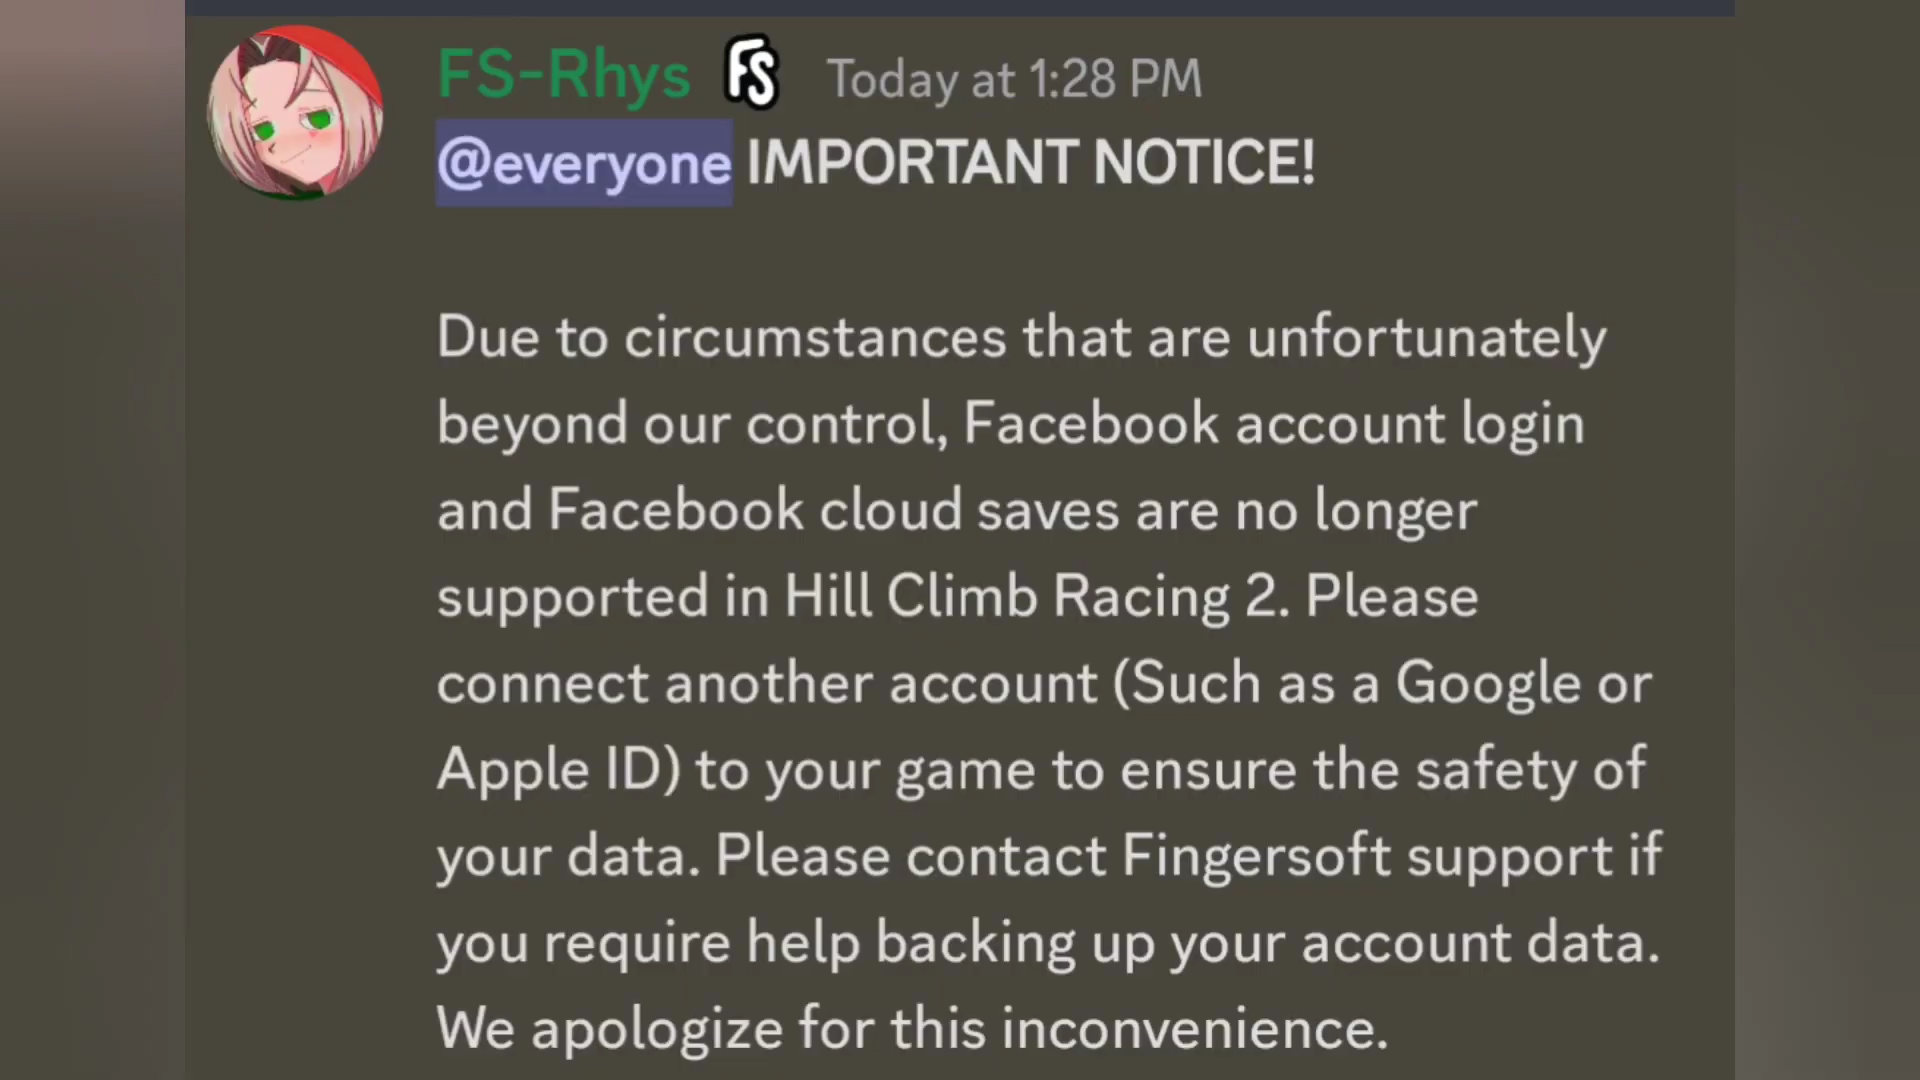 FS-Rhys FS Today at 1:28 PM
@everyone IMPORTANT NOTICE!
Due to circumstances that are unfortunately
beyond our control, Facebook account login
and Facebook cloud saves are no longer
supported in Hill Climb Racing 2. Please
connect another account (Such as a Google or
Apple ID) to your game to ensure the safety of
your data. Please contact Fingersoft support if
you require help backing up your account data.
We apologize for this inconvenience.